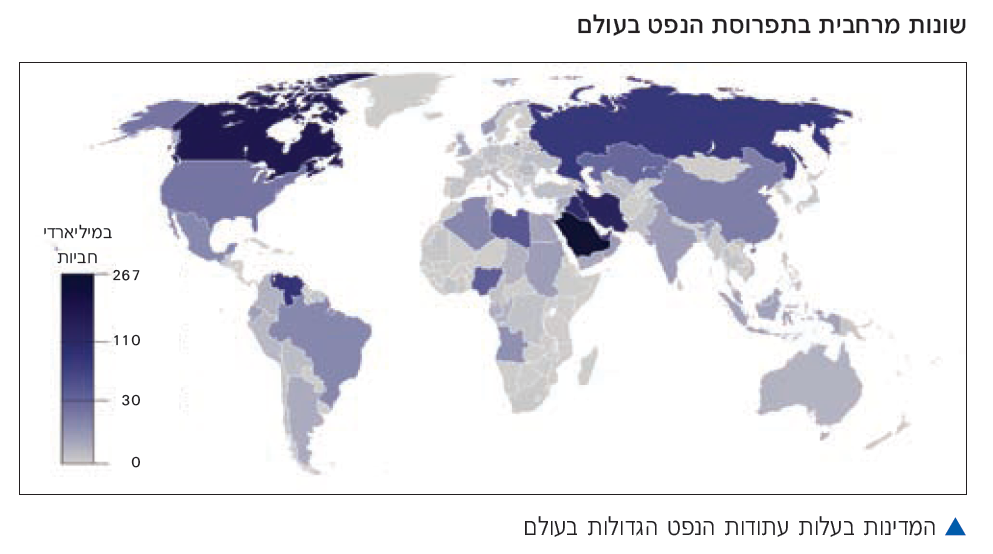 שונות מרחבית בתפרוסת הנפט בעולם
במיליארדי
חביות
267
110
30
0
המדינות בעלות עתודות הנפט הגדולות בעולם